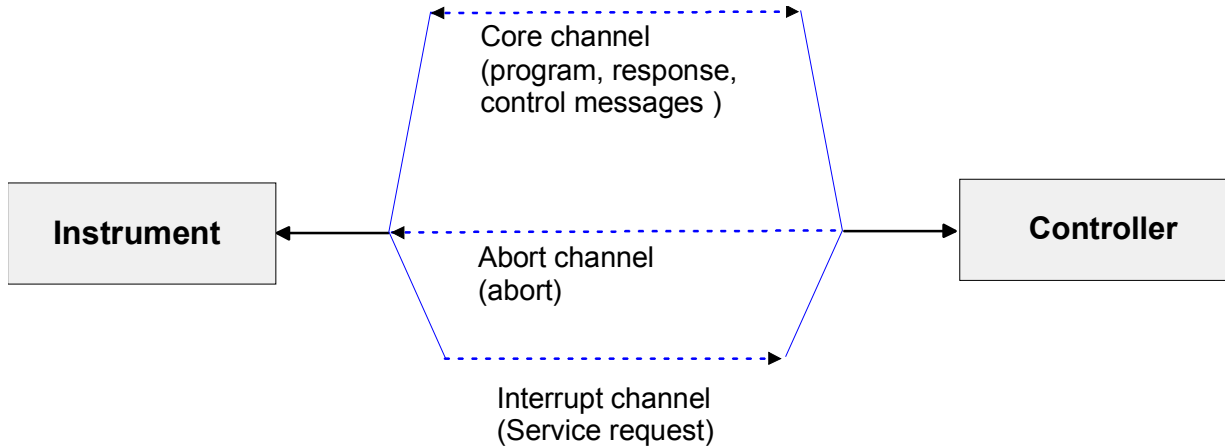 Core channel
(program, response,
control messages )
Instrument
Controller
Abort channel
(abort)
Interrupt channel
(Service request)